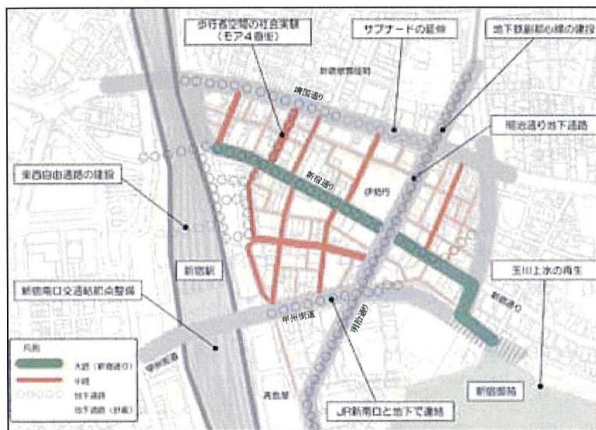 歩行者空間の社会実験
（モア４番街）
サブナードの延伸
地下鉄副都心線の建設
新宿歌舞伎町
靖国通り
明治通り地下通路
東西自由通路の建設
新宿通り
伊勢丹
新宿駅
玉川上水の再生
新宿南口交通結節点整備
新宿通り
甲州街道
明治通り
甲州街道
凡例
大路（新宿通り）
小路
地下通路
地下通路（計画）
高島屋
新宿御苑
JR新南口と地下で連絡